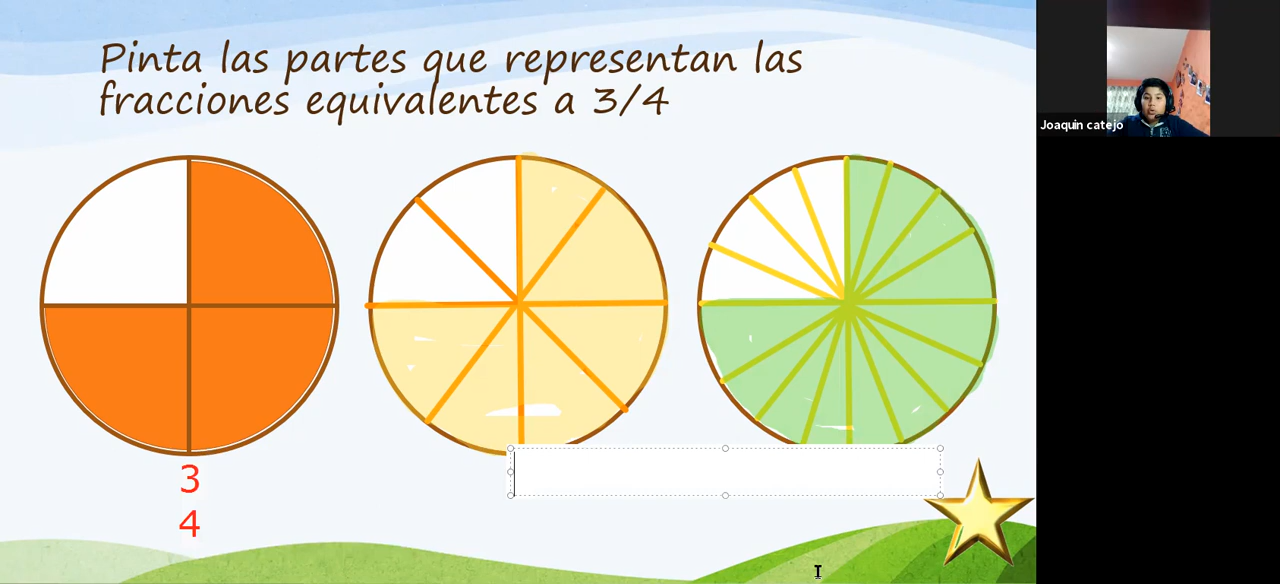 Pinta las partes que representan las
fracciones equivalentes a 3/4
Joaquin catejo
3
4